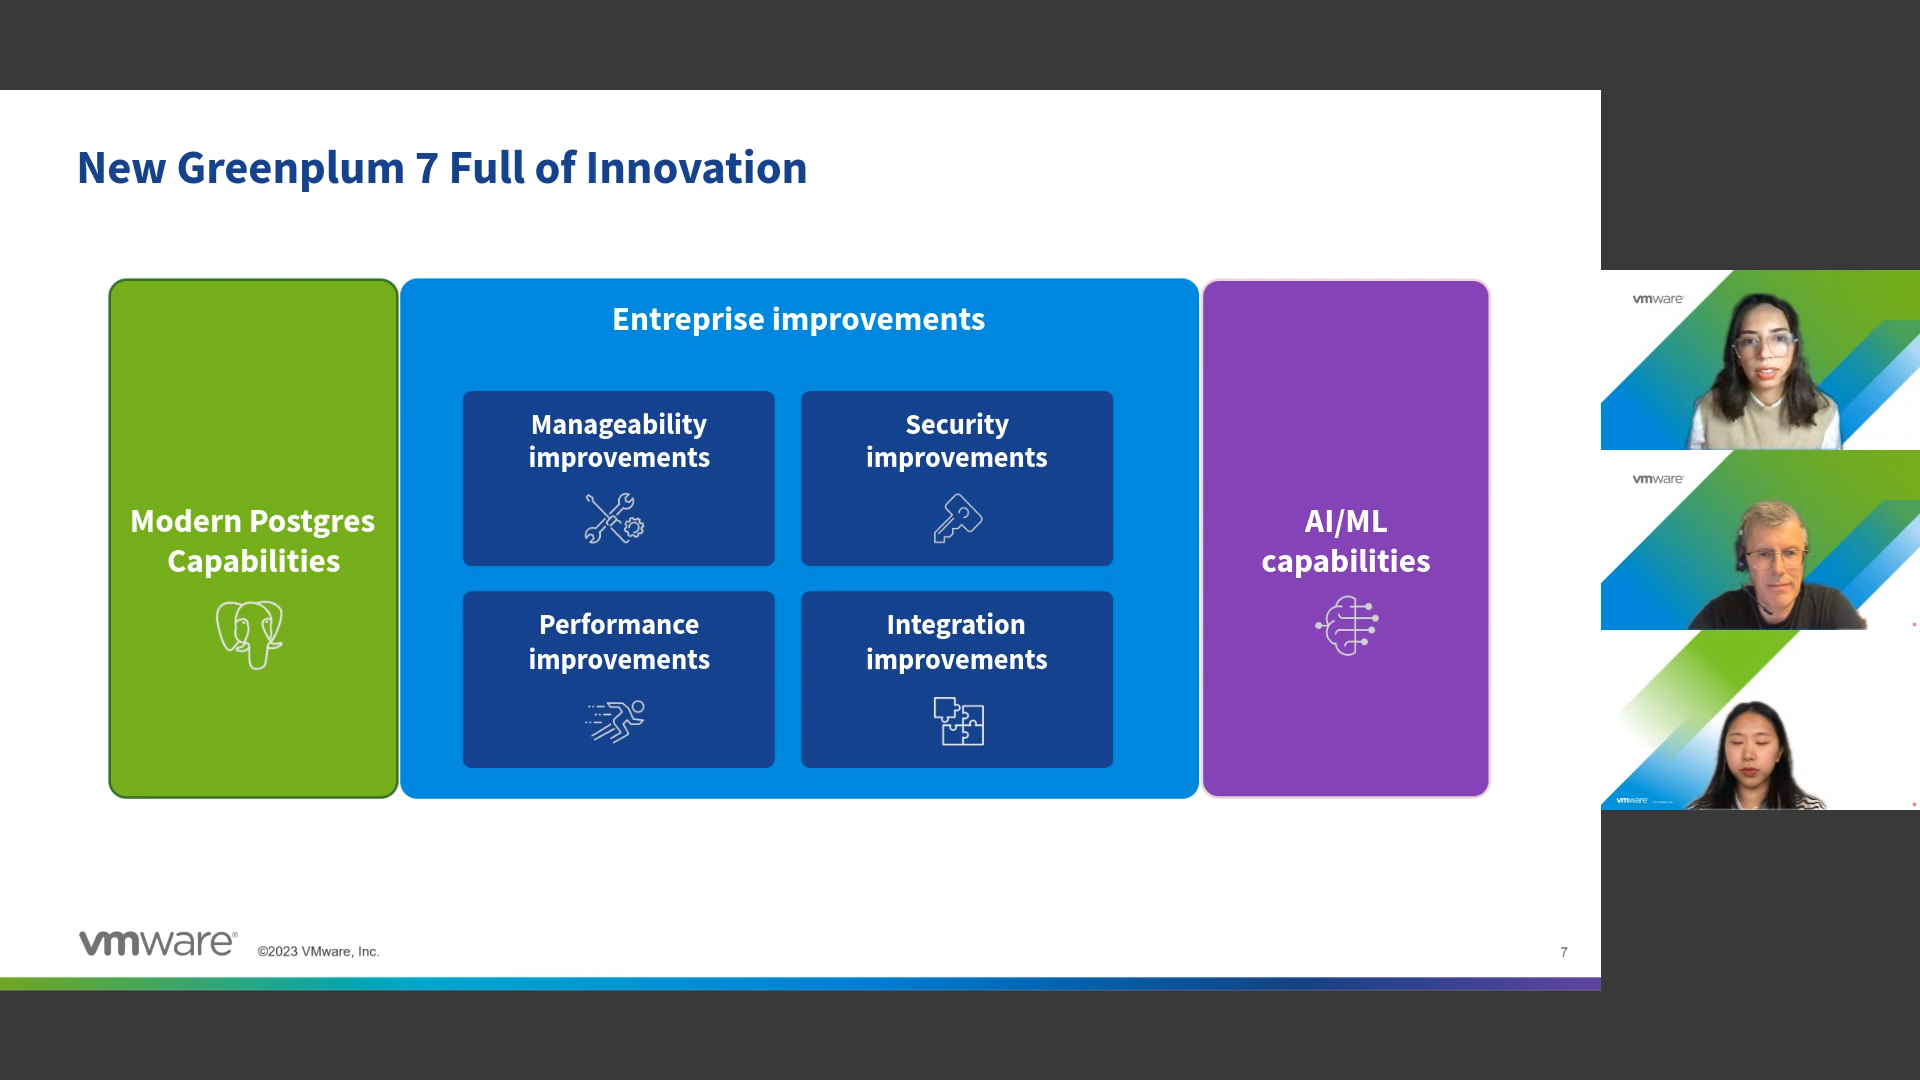 New Greenplum 7 Full of Innovation
Modern Postgres
Capabilities
Entreprise improvements
Manageability
improvements
Security
improvements
Performance
improvements
Integration
improvements
AI/ML
capabilities
vmware®
©2023 VMware, Inc.
7
vmware
vmware
vmware